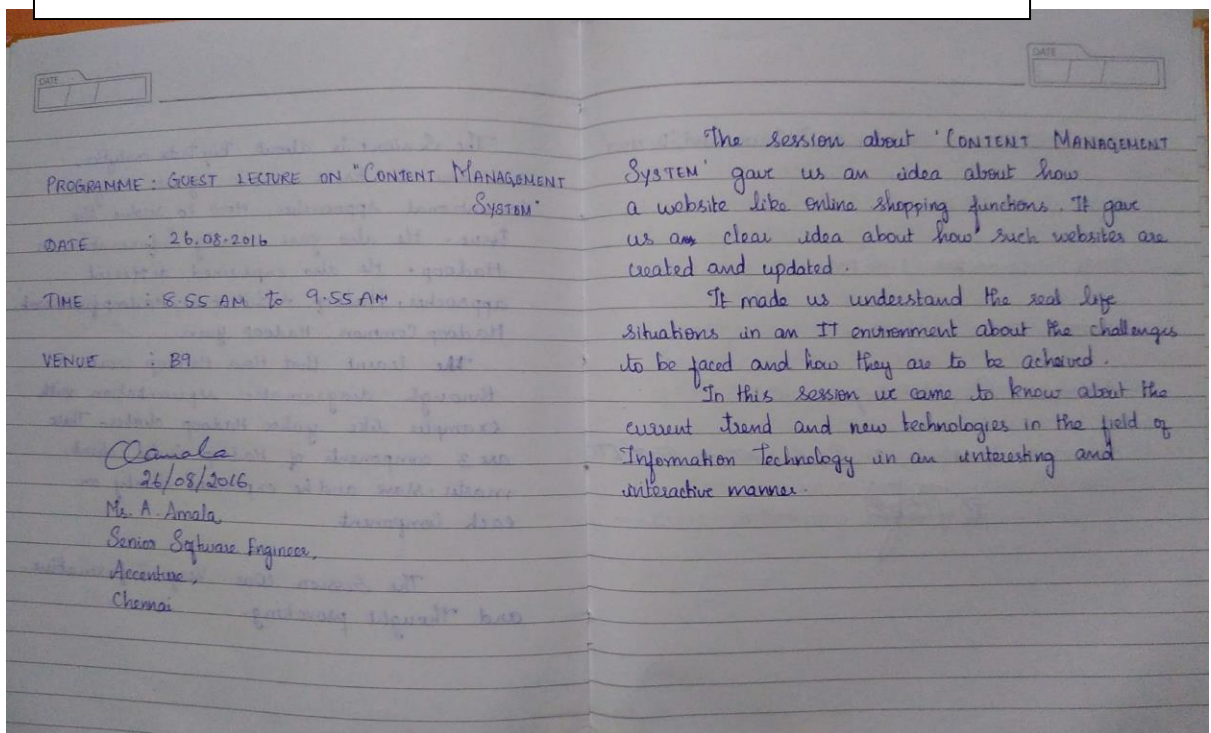 DATE
PROGRAMME : GUEST LECTURE ON "CONTENT MANAGEMENT
SYSTEM"
DATE : 26.08.2016
TIME : 8.55 AM to 9.55 AM
VENUE : B9
26/08/2016
Ms. A. Amala,
Senior Software Engineer,
Accenture,
Chennai
DATE
The session about 'CONTENT MANAGEMENT
SYSTEM' gave us an idea about how
a website like online shopping functions. It gave
us a clear idea about how such websites are
created and updated.
It made us understand the real life
situations in an IT environment about the challenges
to be faced and how they are to be acheived.
In this session we came to know about the
current trend and new technologies in the field of
Information Technology in an interesting and
interactive manner.